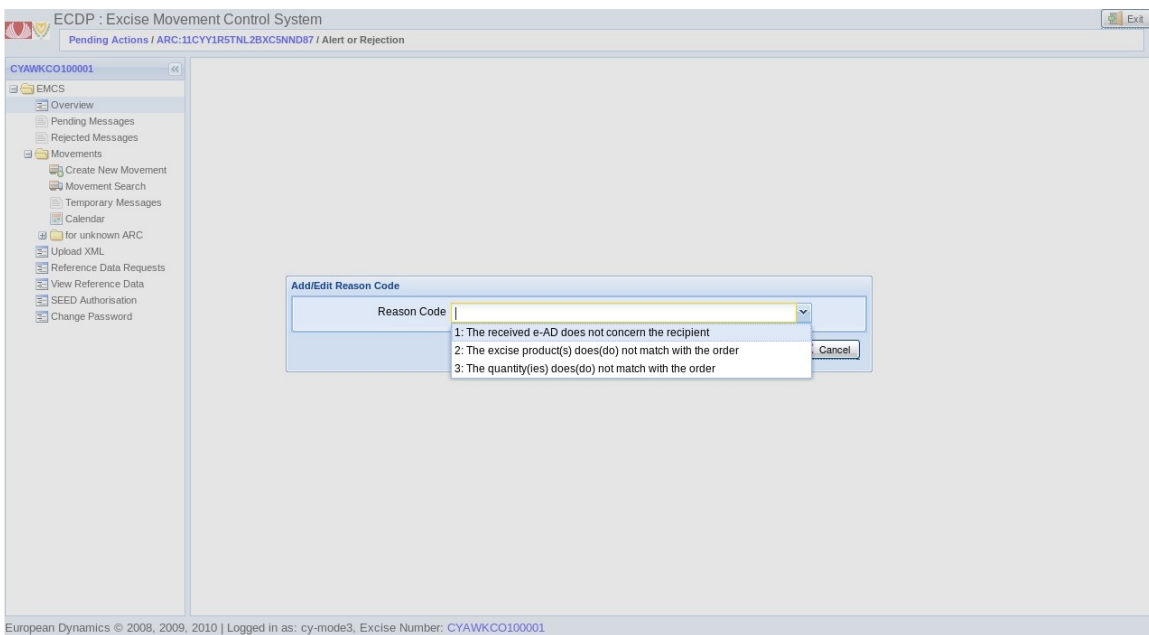 ECDP : Excise Movement Control System
Exit
Pending Actions / ARC:11CYY1R5TNL2BXC5NND87 / Alert or Rejection
CYAWKCO100001
EMCS
Overview
Pending Messages
Rejected Messages
Movements
Create New Movement
Movement Search
Temporary Messages
Calendar
for unknown ARC
Upload XML
Reference Data Requests
View Reference Data
SEED Authorisation
Change Password
Add/Edit Reason Code
Reason Code
1: The received e-AD does not concern the recipient
2: The excise product(s) does(do) not match with the order
3: The quantity(ies) does(do) not match with the order
Cancel
European Dynamics © 2008, 2009, 2010 | Logged in as: cy-mode3, Excise Number: CYAWKCO100001